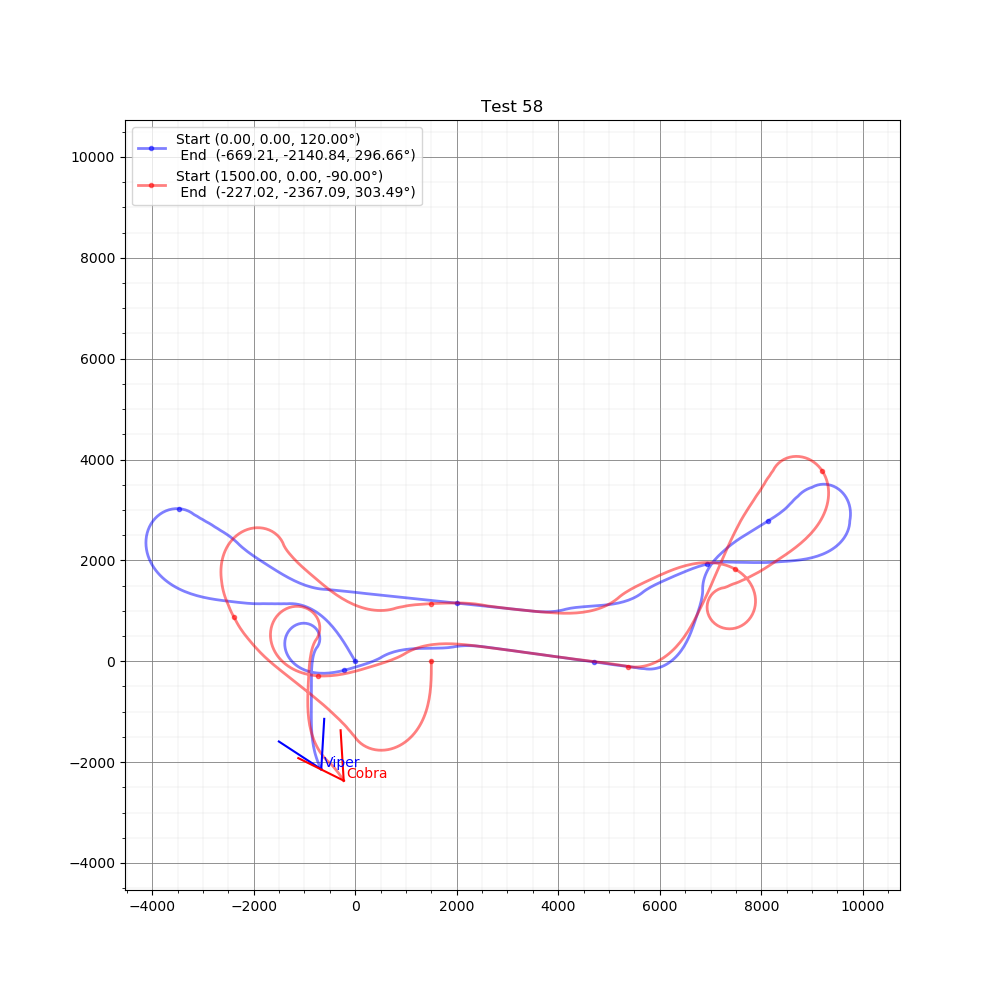 Test 58
Start (0.00, 0.00, 120.00°)
End (-669.21, -2140.84, 296.66°)
Start (1500.00, 0.00, -90.00°)
End (-227.02, -2367.09, 303.49°)
10000
8000
6000
4000
2000
0
−2000
−4000
Viper
Cobra
−4000 −2000 0 2000 4000 6000 8000 10000